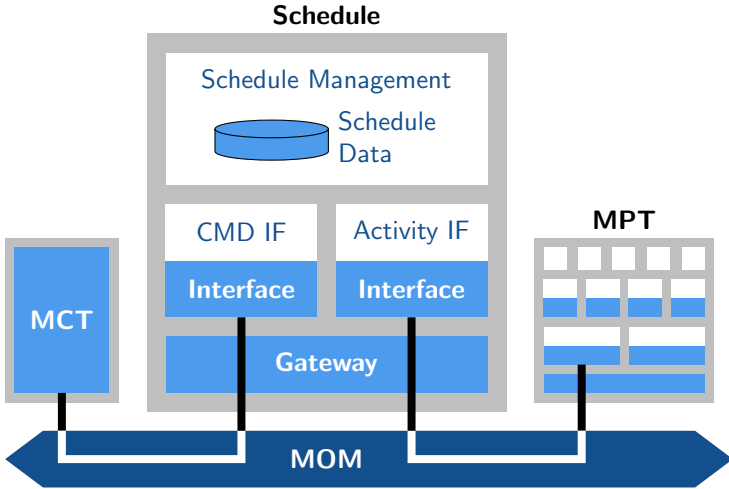 Schedule
Schedule Management
Schedule
Data
CMD IF
Activity IF
Interface
Interface
Gateway
MCT
MPT
MOM